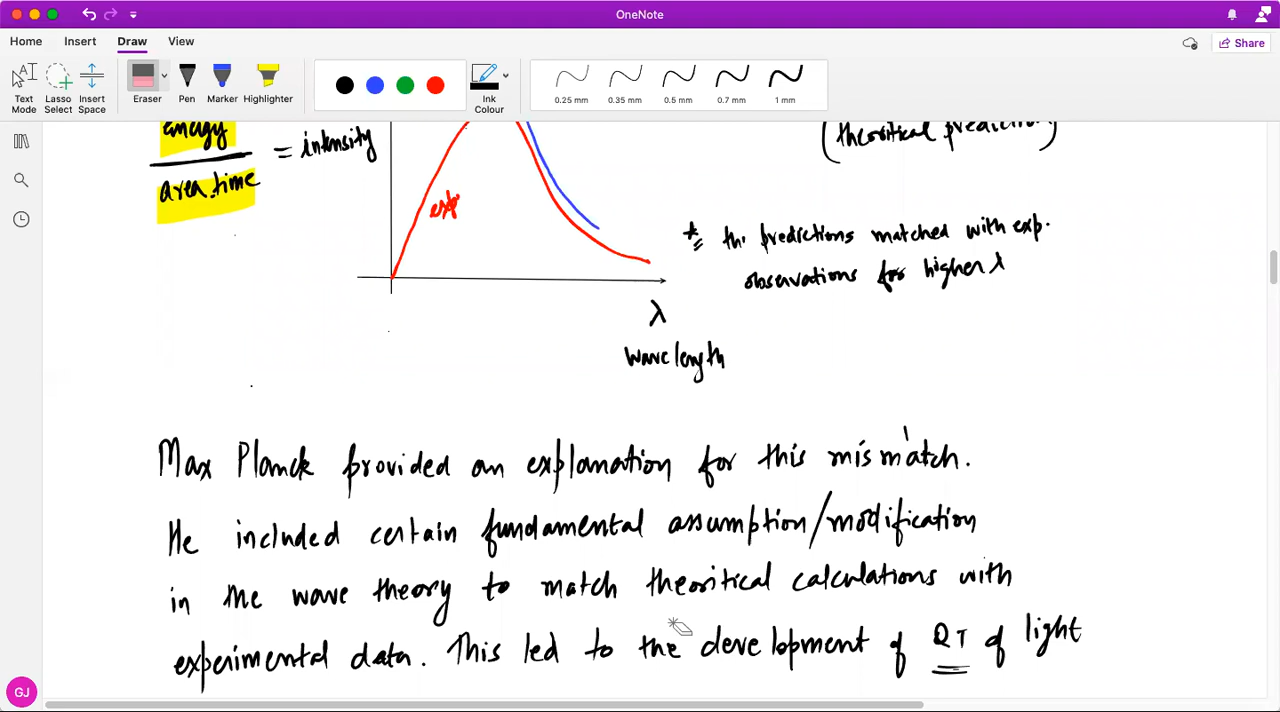 OneNote
Home Insert Draw View
Share
Text Mode
Lasso Select
Insert Space
Eraser
Pen
Marker
Highlighter
Ink Colour
0.25 mm 0.35 mm 0.5 mm 0.7 mm 1 mm
energy
area.time
= intensity
exp
(theoritical prediction)
* the predictions matched with exp.
observations for higher λ
λ
wavelength
Max Planck provided an explanation for this mismatch.
He included certain fundamental assumption/modification
in the wave theory to match theoritical calculations with
experimental data. This led to the development of QT of light
GJ